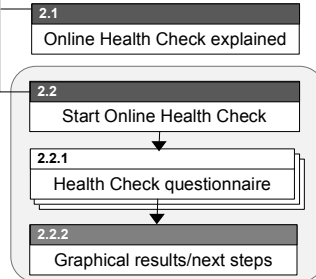 2.1
Online Health Check explained
2.2
Start Online Health Check
2.2.1
Health Check questionnaire
2.2.2
Graphical results/next steps